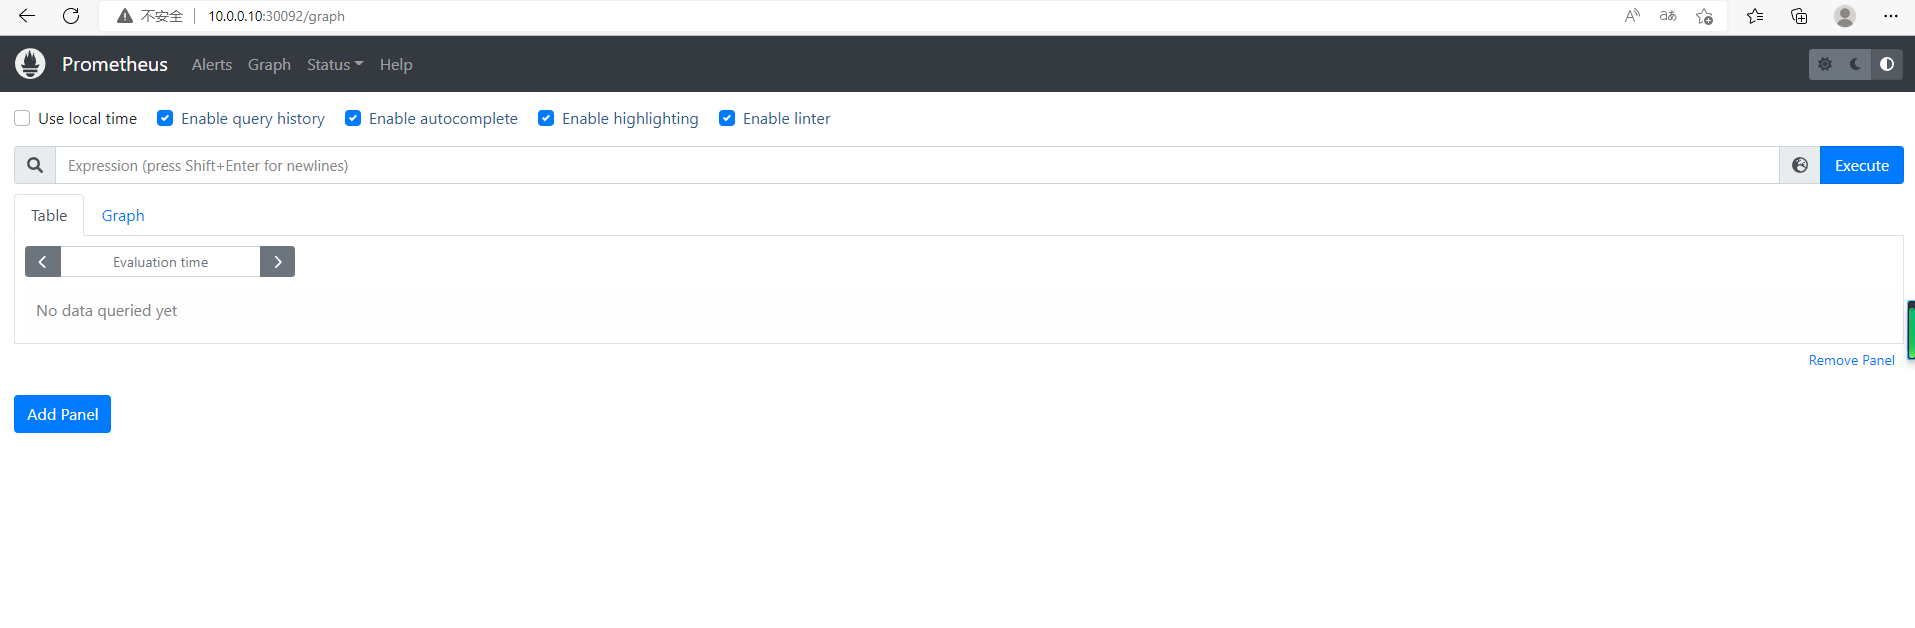 不安全 10.0.0.10:30092/graph
Prometheus Alerts Graph Status Help
Use local time Enable query history Enable autocomplete Enable highlighting Enable linter
Expression (press Shift+Enter for newlines) Execute
Table Graph
Evaluation time
No data queried yet
Remove Panel
Add Panel